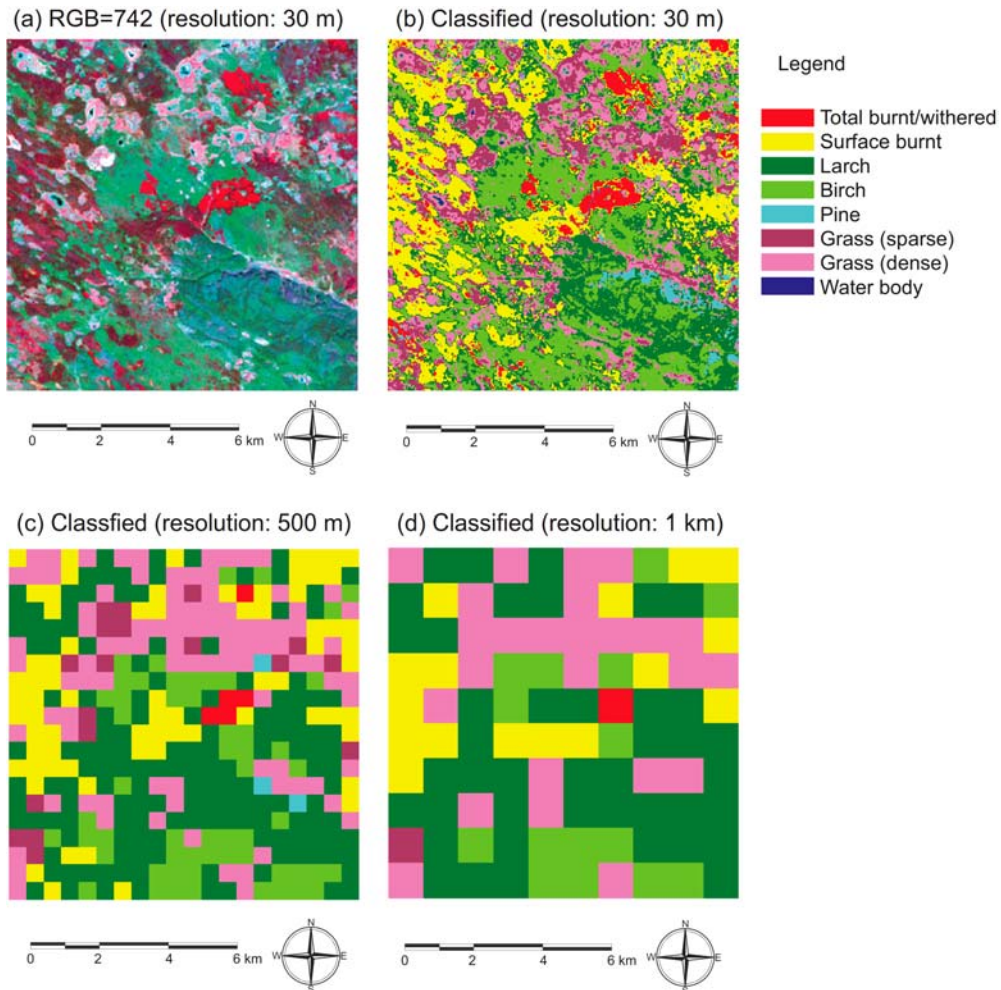 (a) RGB=742 (resolution: 30 m)
(b) Classified (resolution: 30 m)
Legend
Total burnt/withered
Surface burnt
Larch
Birch
Pine
Grass (sparse)
Grass (dense)
Water body
0 2 4 6 km
N
W E
S
0 2 4 6 km
N
W E
S
(c) Classfied (resolution: 500 m)
(d) Classified (resolution: 1 km)
0 2 4 6 km
N
W E
S
0 2 4 6 km
N
W E
S